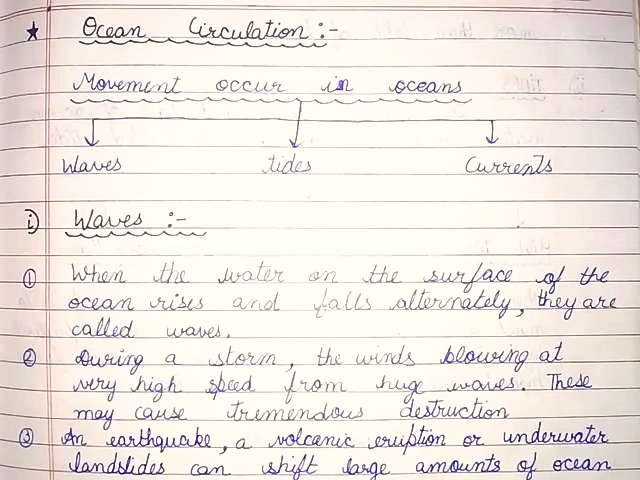 ★ Ocean Circulation :-
Movement occur in oceans
Waves tides Currents
i) Waves :-
① When the water on the surface of the
ocean rises and falls alternately, they are
called waves.
② During a storm, the winds blowing at
very high speed from huge waves. These
may cause tremendous destruction
③ An earthquake, a volcanic eruption or underwater
landslides can shift large amounts of ocean